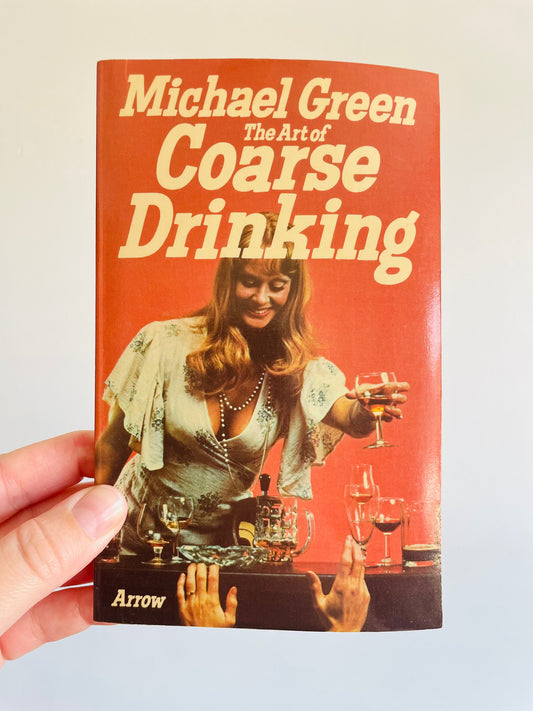 Michael Green
The Art of
Coarse
Drinking
Arrow